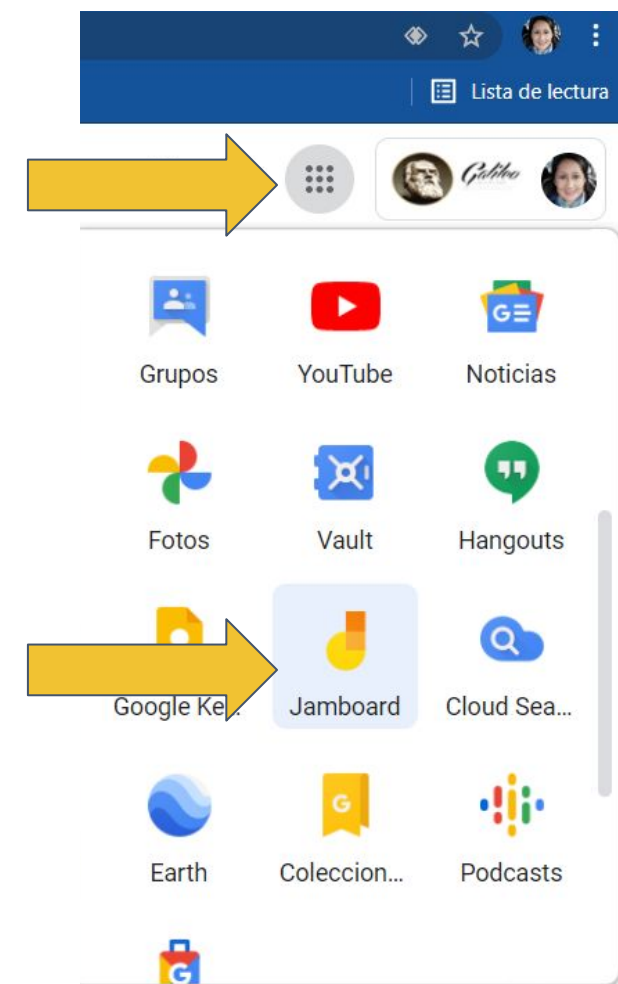 Lista de lectura
Galileo
Grupos YouTube Noticias
Fotos Vault Hangouts
Google Ke... Jamboard Cloud Sea...
Earth Coleccion... Podcasts